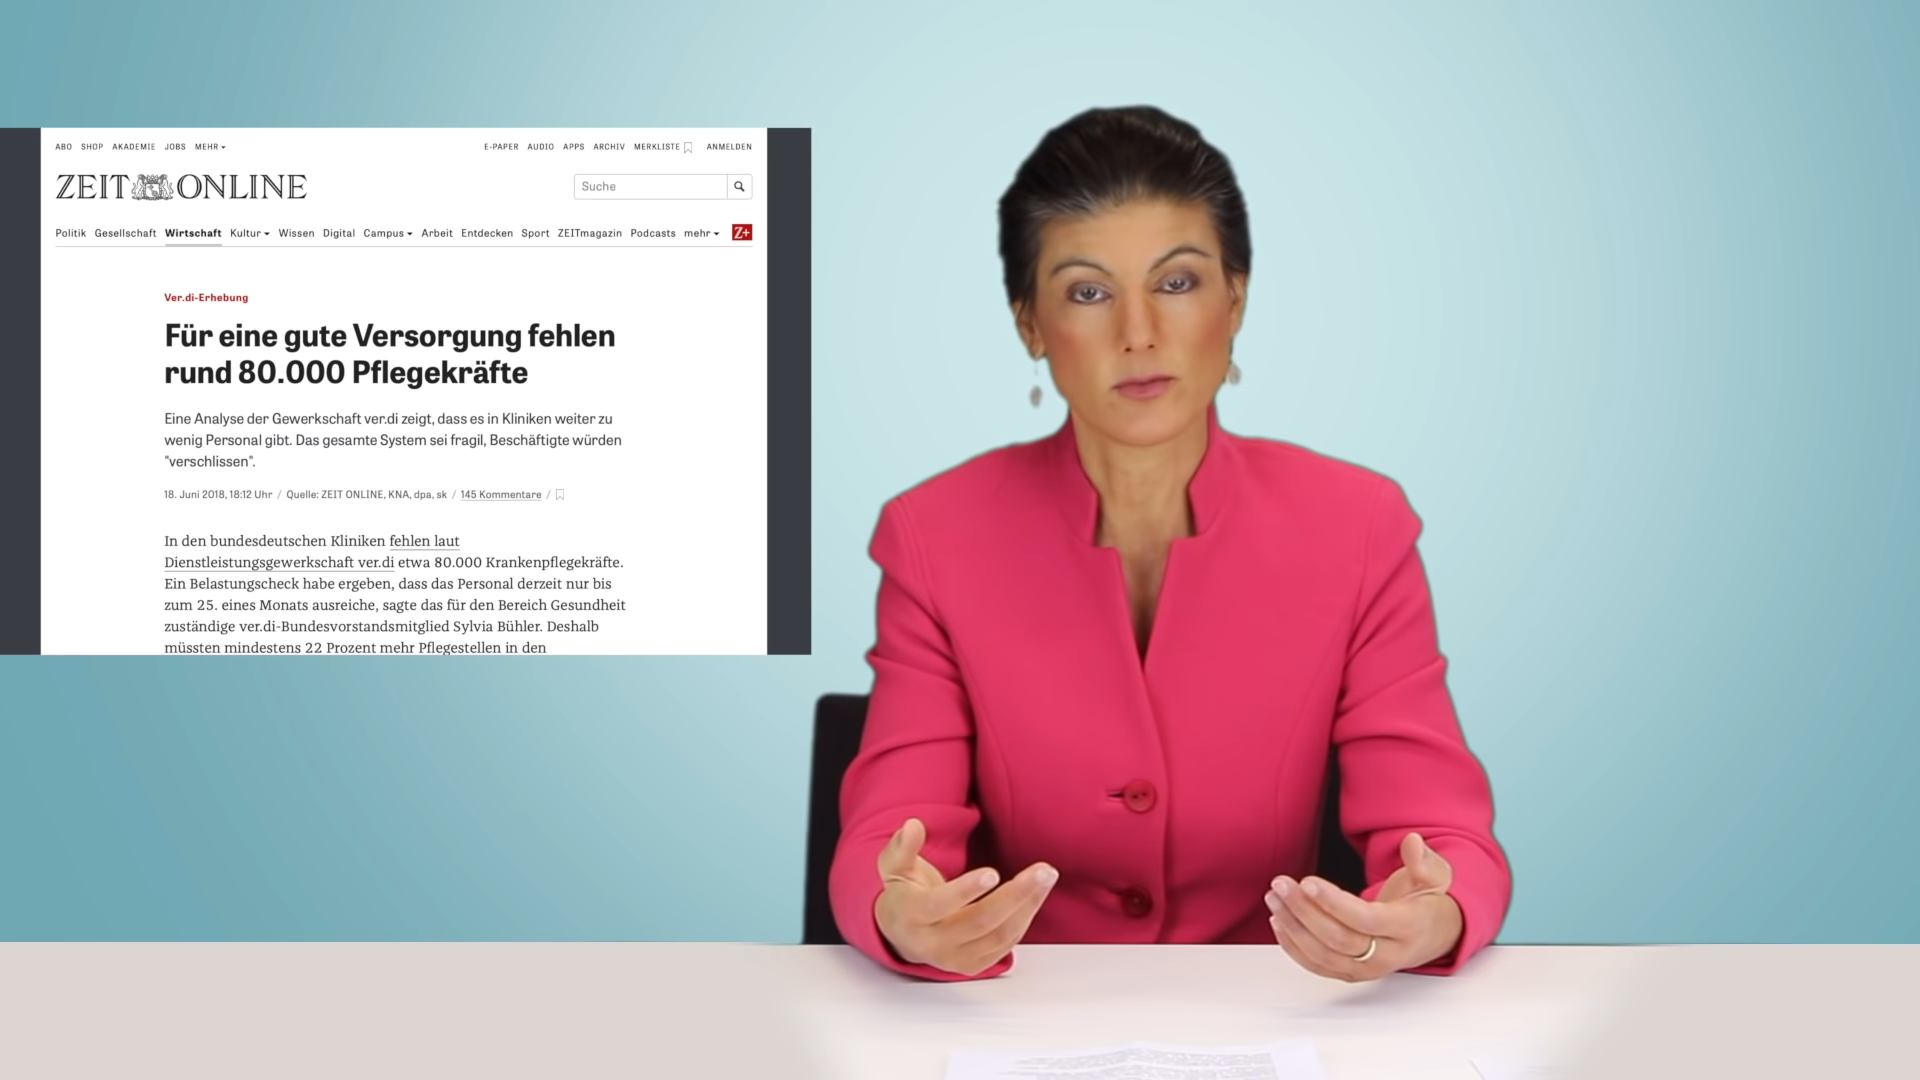 ABO SHOP AKADEMIE JOBS MEHR
E-PAPER AUDIO APPS ARCHIV MERKLISTE ANMELDEN
ZEIT ONLINE
Suche
Politik Gesellschaft Wirtschaft Kultur Wissen Digital Campus Arbeit Entdecken Sport ZEITmagazin Podcasts mehr Z+
Ver.di-Erhebung
Für eine gute Versorgung fehlen
rund 80.000 Pflegekräfte
Eine Analyse der Gewerkschaft ver.di zeigt, dass es in Kliniken weiter zu
wenig Personal gibt. Das gesamte System sei fragil, Beschäftigte würden
"verschlissen".
18. Juni 2018, 18:12 Uhr / Quelle: ZEIT ONLINE, KNA, dpa, sk / 145 Kommentare /
In den bundesdeutschen Kliniken fehlen laut
Dienstleistungsgewerkschaft ver.di etwa 80.000 Krankenpflegekräfte.
Ein Belastungscheck habe ergeben, dass das Personal derzeit nur bis
zum 25. eines Monats ausreiche, sagte das für den Bereich Gesundheit
zuständige ver.di-Bundesvorstandsmitglied Sylvia Bühler. Deshalb
müssten mindestens 22 Prozent mehr Pflegestellen in den